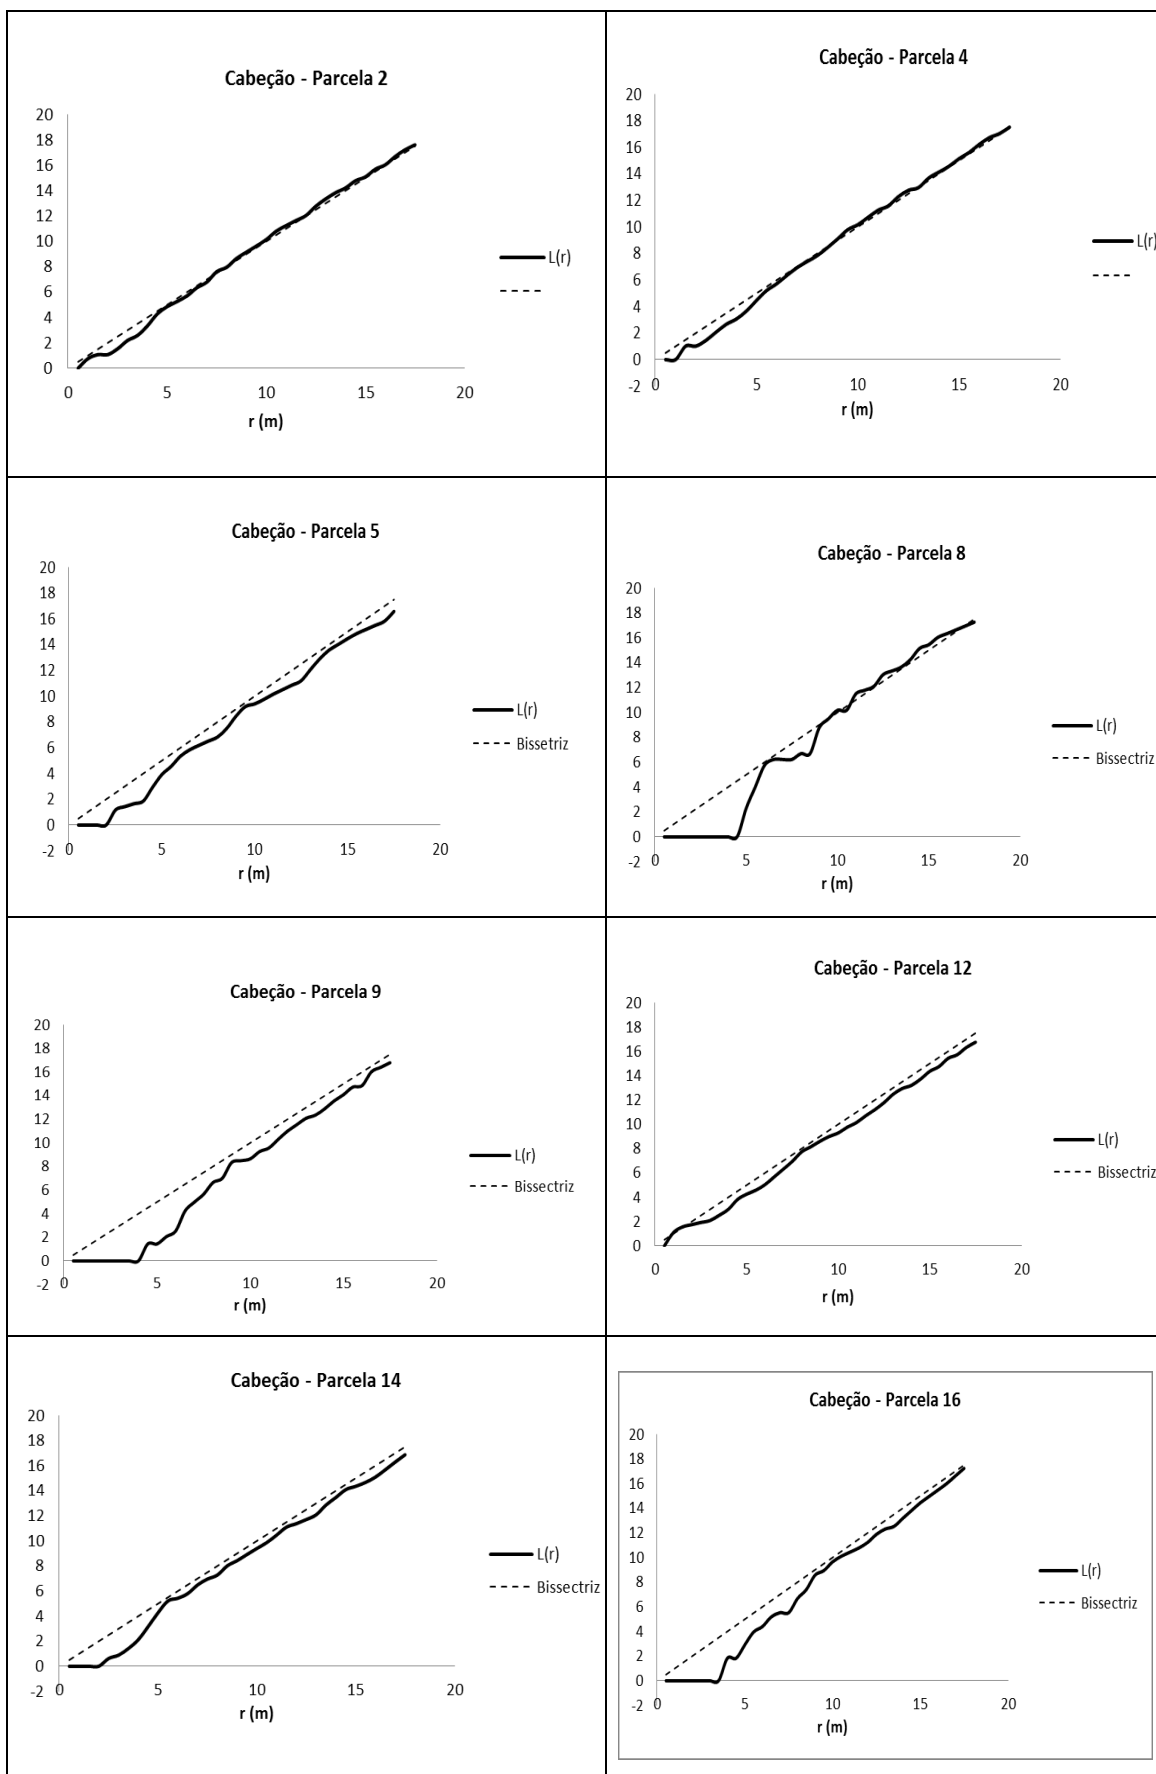 Cabeção - Parcela 2
20
18
16
14
12
10
8
6
4
2
0
0 5 10 15 20
r (m)
L(r)
Cabeção - Parcela 4
20
18
16
14
12
10
8
6
4
2
0
-2 0 5 10 15 20
r (m)
L(r)
Cabeção - Parcela 5
20
18
16
14
12
10
8
6
4
2
0
-2 0 5 10 15 20
r (m)
L(r)
Bissetriz
Cabeção - Parcela 8
20
18
16
14
12
10
8
6
4
2
0
-2 0 5 10 15 20
r (m)
L(r)
Bissectriz
Cabeção - Parcela 9
20
18
16
14
12
10
8
6
4
2
0
-2 0 5 10 15 20
r (m)
L(r)
Bissectriz
Cabeção - Parcela 12
20
18
16
14
12
10
8
6
4
2
0
0 5 10 15 20
r (m)
L(r)
Bissectriz
Cabeção - Parcela 14
20
18
16
14
12
10
8
6
4
2
0
-2 0 5 10 15 20
r (m)
L(r)
Bissectriz
Cabeção - Parcela 16
20
18
16
14
12
10
8
6
4
2
0
-2 0 5 10 15 20
r (m)
L(r)
Bissectriz